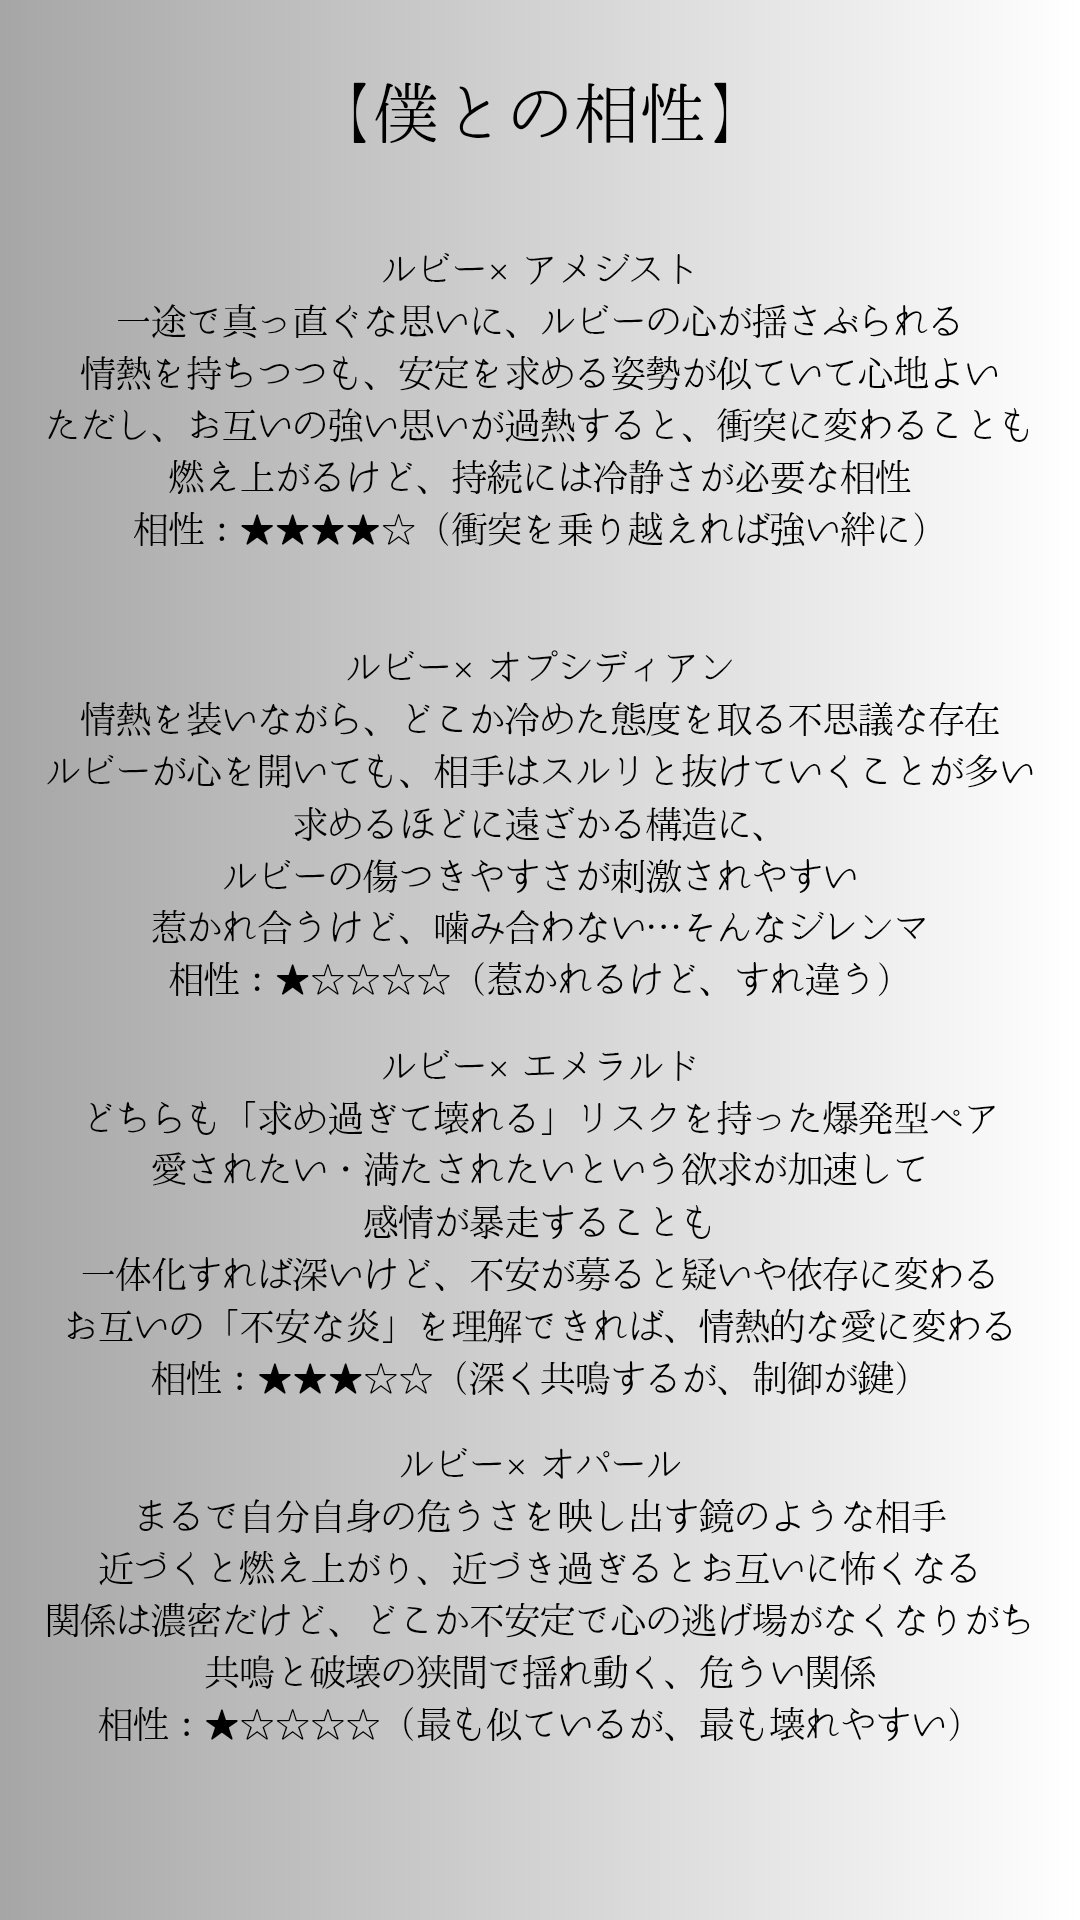 【僕との相性】
ルビー× アメジスト
一途で真っ直ぐな思いに、ルビーの心が揺さぶられる
情熱を持ちつつも、安定を求める姿勢が似ていて心地よい
ただし、お互いの強い思いが過熱すると、衝突に変わることも
燃え上がるけど、持続には冷静さが必要な相性
相性：★★★★☆（衝突を乗り越えれば強い絆に）
ルビー× オプシディアン
情熱を装いながら、どこか冷めた態度を取る不思議な存在
ルビーが心を開いても、相手はスルリと抜けていくことが多い
求めるほどに遠ざかる構造に、
ルビーの傷つきやすさが刺激されやすい
惹かれ合うけど、噛み合わない…そんなジレンマ
相性：★☆☆☆☆（惹かれるけど、すれ違う）
ルビー× エメラルド
どちらも「求め過ぎて壊れる」リスクを持った爆発型ペア
愛されたい・満たされたいという欲求が加速して
感情が暴走することも
一体化すれば深いけど、不安が募ると疑いや依存に変わる
お互いの「不安な炎」を理解できれば、情熱的な愛に変わる
相性：★★★☆☆（深く共鳴するが、制御が鍵）
ルビー× オパール
まるで自分自身の危うさを映し出す鏡のような相手
近づくと燃え上がり、近づき過ぎるとお互いに怖くなる
関係は濃密だけど、どこか不安定で心の逃げ場がなくなりがち
共鳴と破壊の狭間で揺れ動く、危うい関係
相性：★☆☆☆☆（最も似ているが、最も壊れやすい）